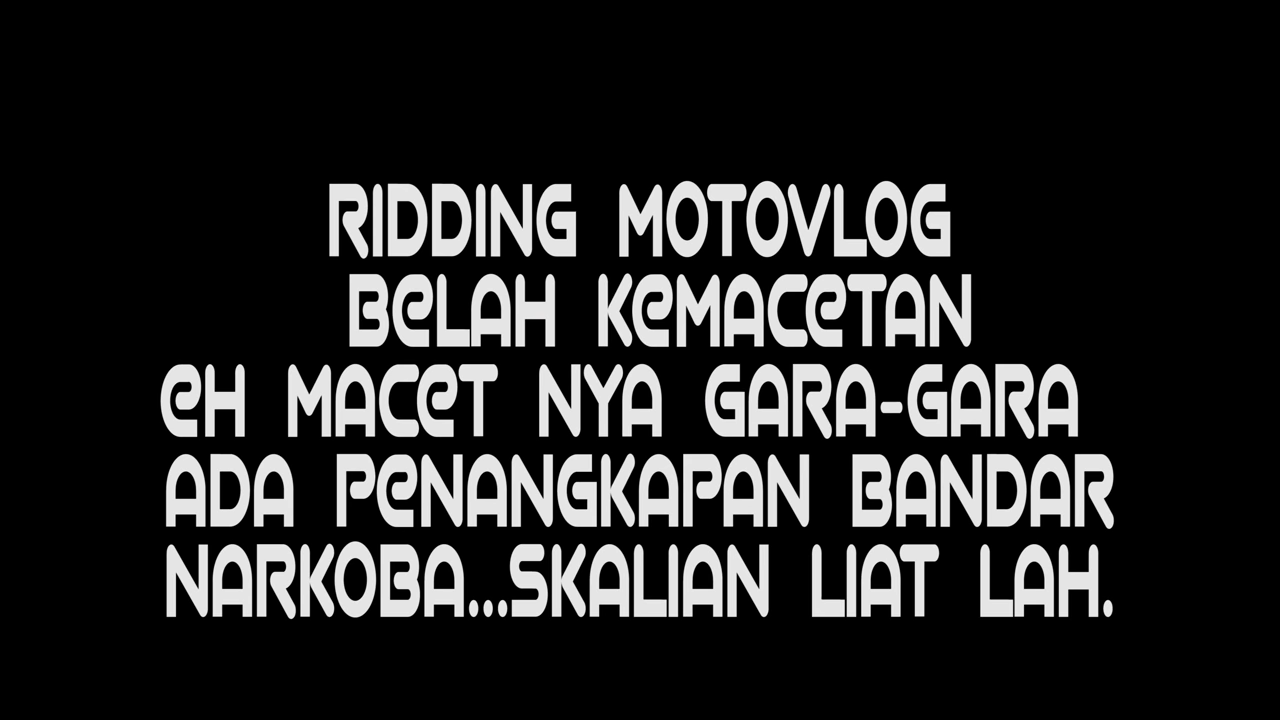 RIDDING MOTOVLOG
BELAH KEMACETAN
EH MACET NYA GARA-GARA
ADA PENANGKAPAN BANDAR
NARKOBA...SKALIAN LIAT LAH.